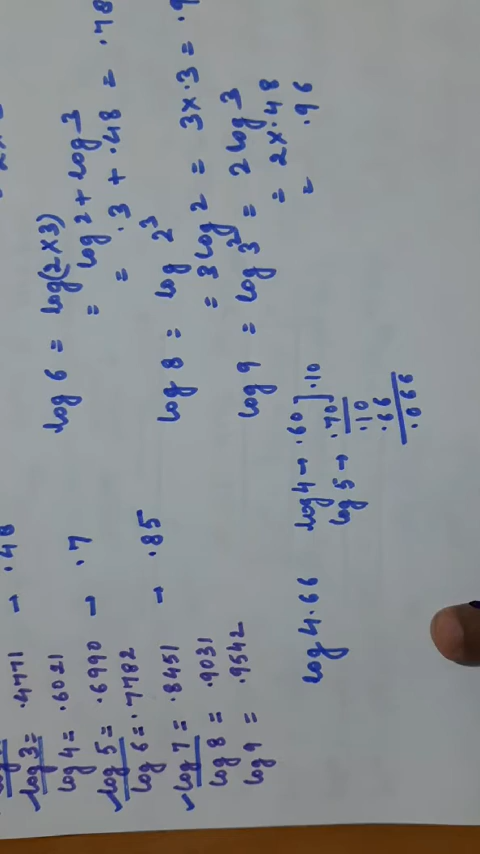 log 3 = .4771 → .48
log 4 = .6021
log 5 = .6990 → .7
log 6 = .7782
log 7 = .8451 → .85
log 8 = .9031
log 9 = .9542
log 6 = log(2×3)
= log 2 + log 3
= .3 + .48 = .78
log 8 = log 2³
= 3 log 2 = 3×.3 = .9
log 9 = log 3² = 2 log 3
= 2×.48
= .96
log 4.66
log 4 → .60 ] .10
log 5 → .70
.10
.66
.066